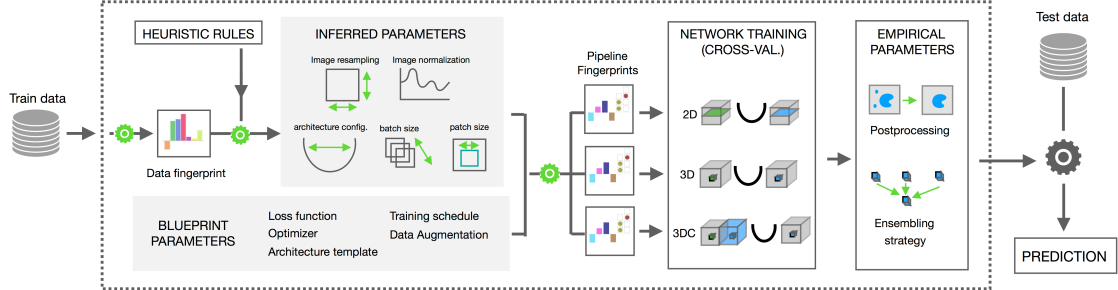 Train data
HEURISTIC RULES
Data fingerprint
INFERRED PARAMETERS
Image resampling
Image normalization
architecture config.
batch size
patch size
BLUEPRINT
PARAMETERS
Loss function
Optimizer
Architecture template
Training schedule
Data Augmentation
Pipeline
Fingerprints
NETWORK TRAINING
(CROSS-VAL.)
2D
3D
3DC
EMPIRICAL
PARAMETERS
Postprocessing
Ensembling
strategy
Test data
PREDICTION